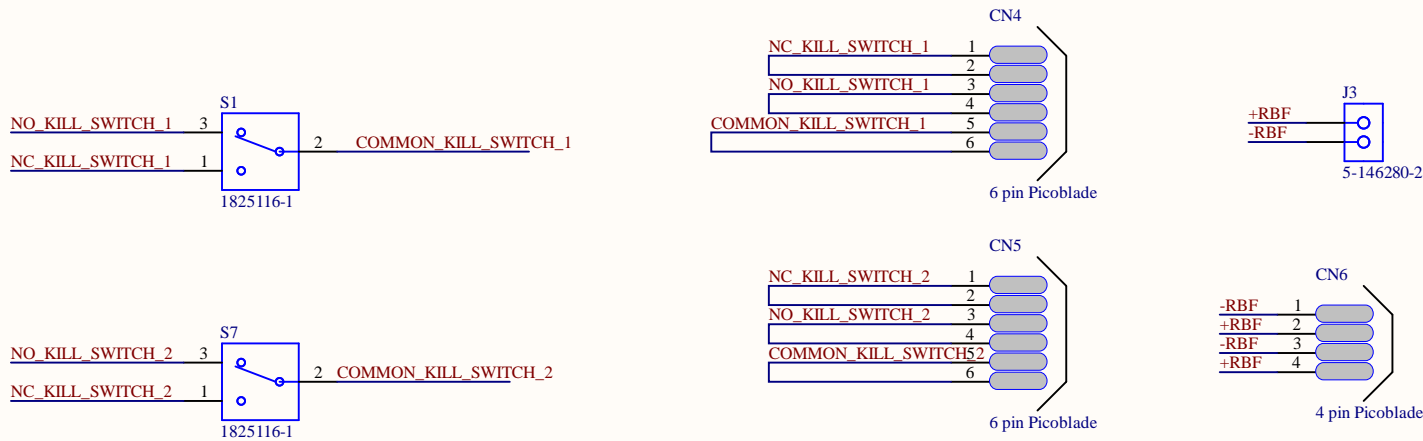 CN4
NC_KILL_SWITCH_1 1
2
NO_KILL_SWITCH_1 3
4
COMMON_KILL_SWITCH_1 5
6
6 pin Picoblade
S1
NO_KILL_SWITCH_1 3
2 COMMON_KILL_SWITCH_1
NC_KILL_SWITCH_1 1
1825116-1
J3
+RBF
-RBF
5-146280-2
CN5
NC_KILL_SWITCH_2 1
2
NO_KILL_SWITCH_2 3
4
COMMON_KILL_SWITCH_2 5
6
6 pin Picoblade
S7
NO_KILL_SWITCH_2 3
2 COMMON_KILL_SWITCH_2
NC_KILL_SWITCH_2 1
1825116-1
CN6
-RBF 1
+RBF 2
-RBF 3
+RBF 4
4 pin Picoblade